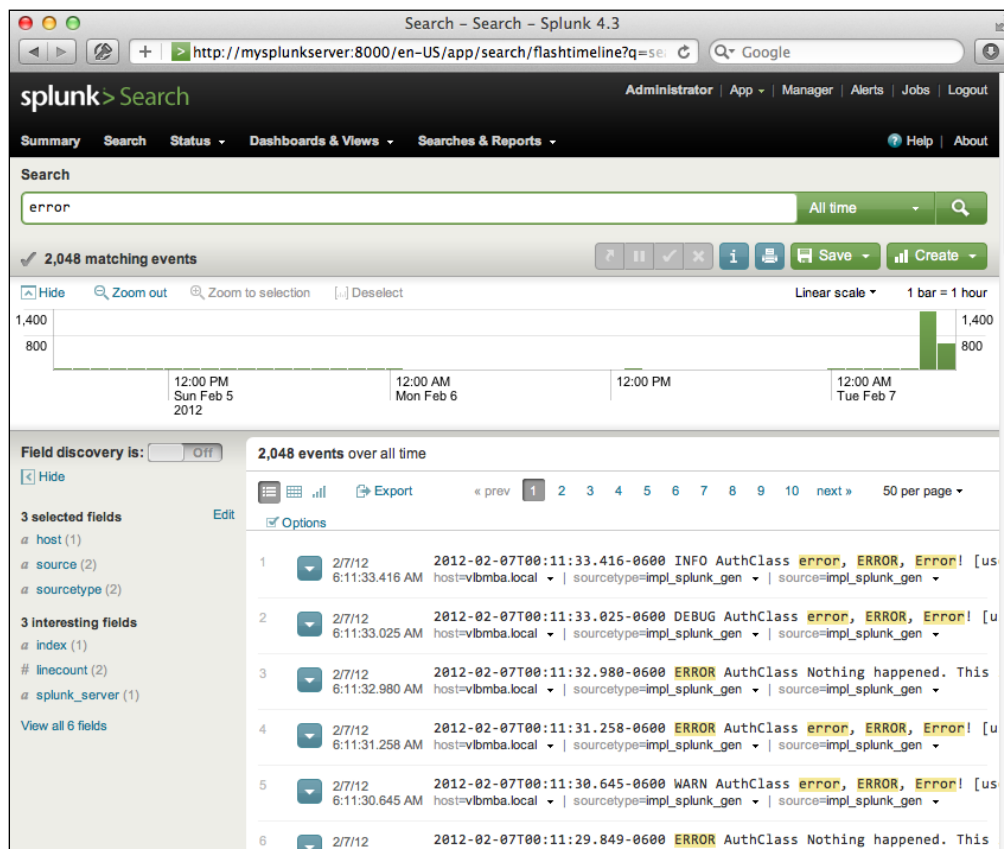 Search – Search – Splunk 4.3
http://mysplunkserver:8000/en-US/app/search/flashtimeline?q=se
Google
splunk> Search
Administrator | App | Manager | Alerts | Jobs | Logout
Summary Search Status Dashboards & Views Searches & Reports
? Help | About
Search
error
All time
2,048 matching events
i Save Create
Hide Zoom out Zoom to selection [..] Deselect
Linear scale 1 bar = 1 hour
1,400 1,400
800 800
12:00 PM 12:00 AM 12:00 PM 12:00 AM
Sun Feb 5 Mon Feb 6 Tue Feb 7
2012
Field discovery is: Off
Hide
3 selected fields Edit
a host (1)
a source (2)
a sourcetype (2)
3 interesting fields
a index (1)
# linecount (2)
a splunk_server (1)
View all 6 fields
2,048 events over all time
Export « prev 1 2 3 4 5 6 7 8 9 10 next » 50 per page
Options
1 2/7/12 2012-02-07T00:11:33.416-0600 INFO AuthClass error, ERROR, Error! [us
6:11:33.416 AM host=vlbmba.local | sourcetype=impl_splunk_gen | source=impl_splunk_gen
2 2/7/12 2012-02-07T00:11:33.025-0600 DEBUG AuthClass error, ERROR, Error! [u
6:11:33.025 AM host=vlbmba.local | sourcetype=impl_splunk_gen | source=impl_splunk_gen
3 2/7/12 2012-02-07T00:11:32.980-0600 ERROR AuthClass Nothing happened. This
6:11:32.980 AM host=vlbmba.local | sourcetype=impl_splunk_gen | source=impl_splunk_gen
4 2/7/12 2012-02-07T00:11:31.258-0600 ERROR AuthClass error, ERROR, Error! [u
6:11:31.258 AM host=vlbmba.local | sourcetype=impl_splunk_gen | source=impl_splunk_gen
5 2/7/12 2012-02-07T00:11:30.645-0600 WARN AuthClass error, ERROR, Error! [us
6:11:30.645 AM host=vlbmba.local | sourcetype=impl_splunk_gen | source=impl_splunk_gen
6 2/7/12 2012-02-07T00:11:29.849-0600 ERROR AuthClass Nothing happened. This